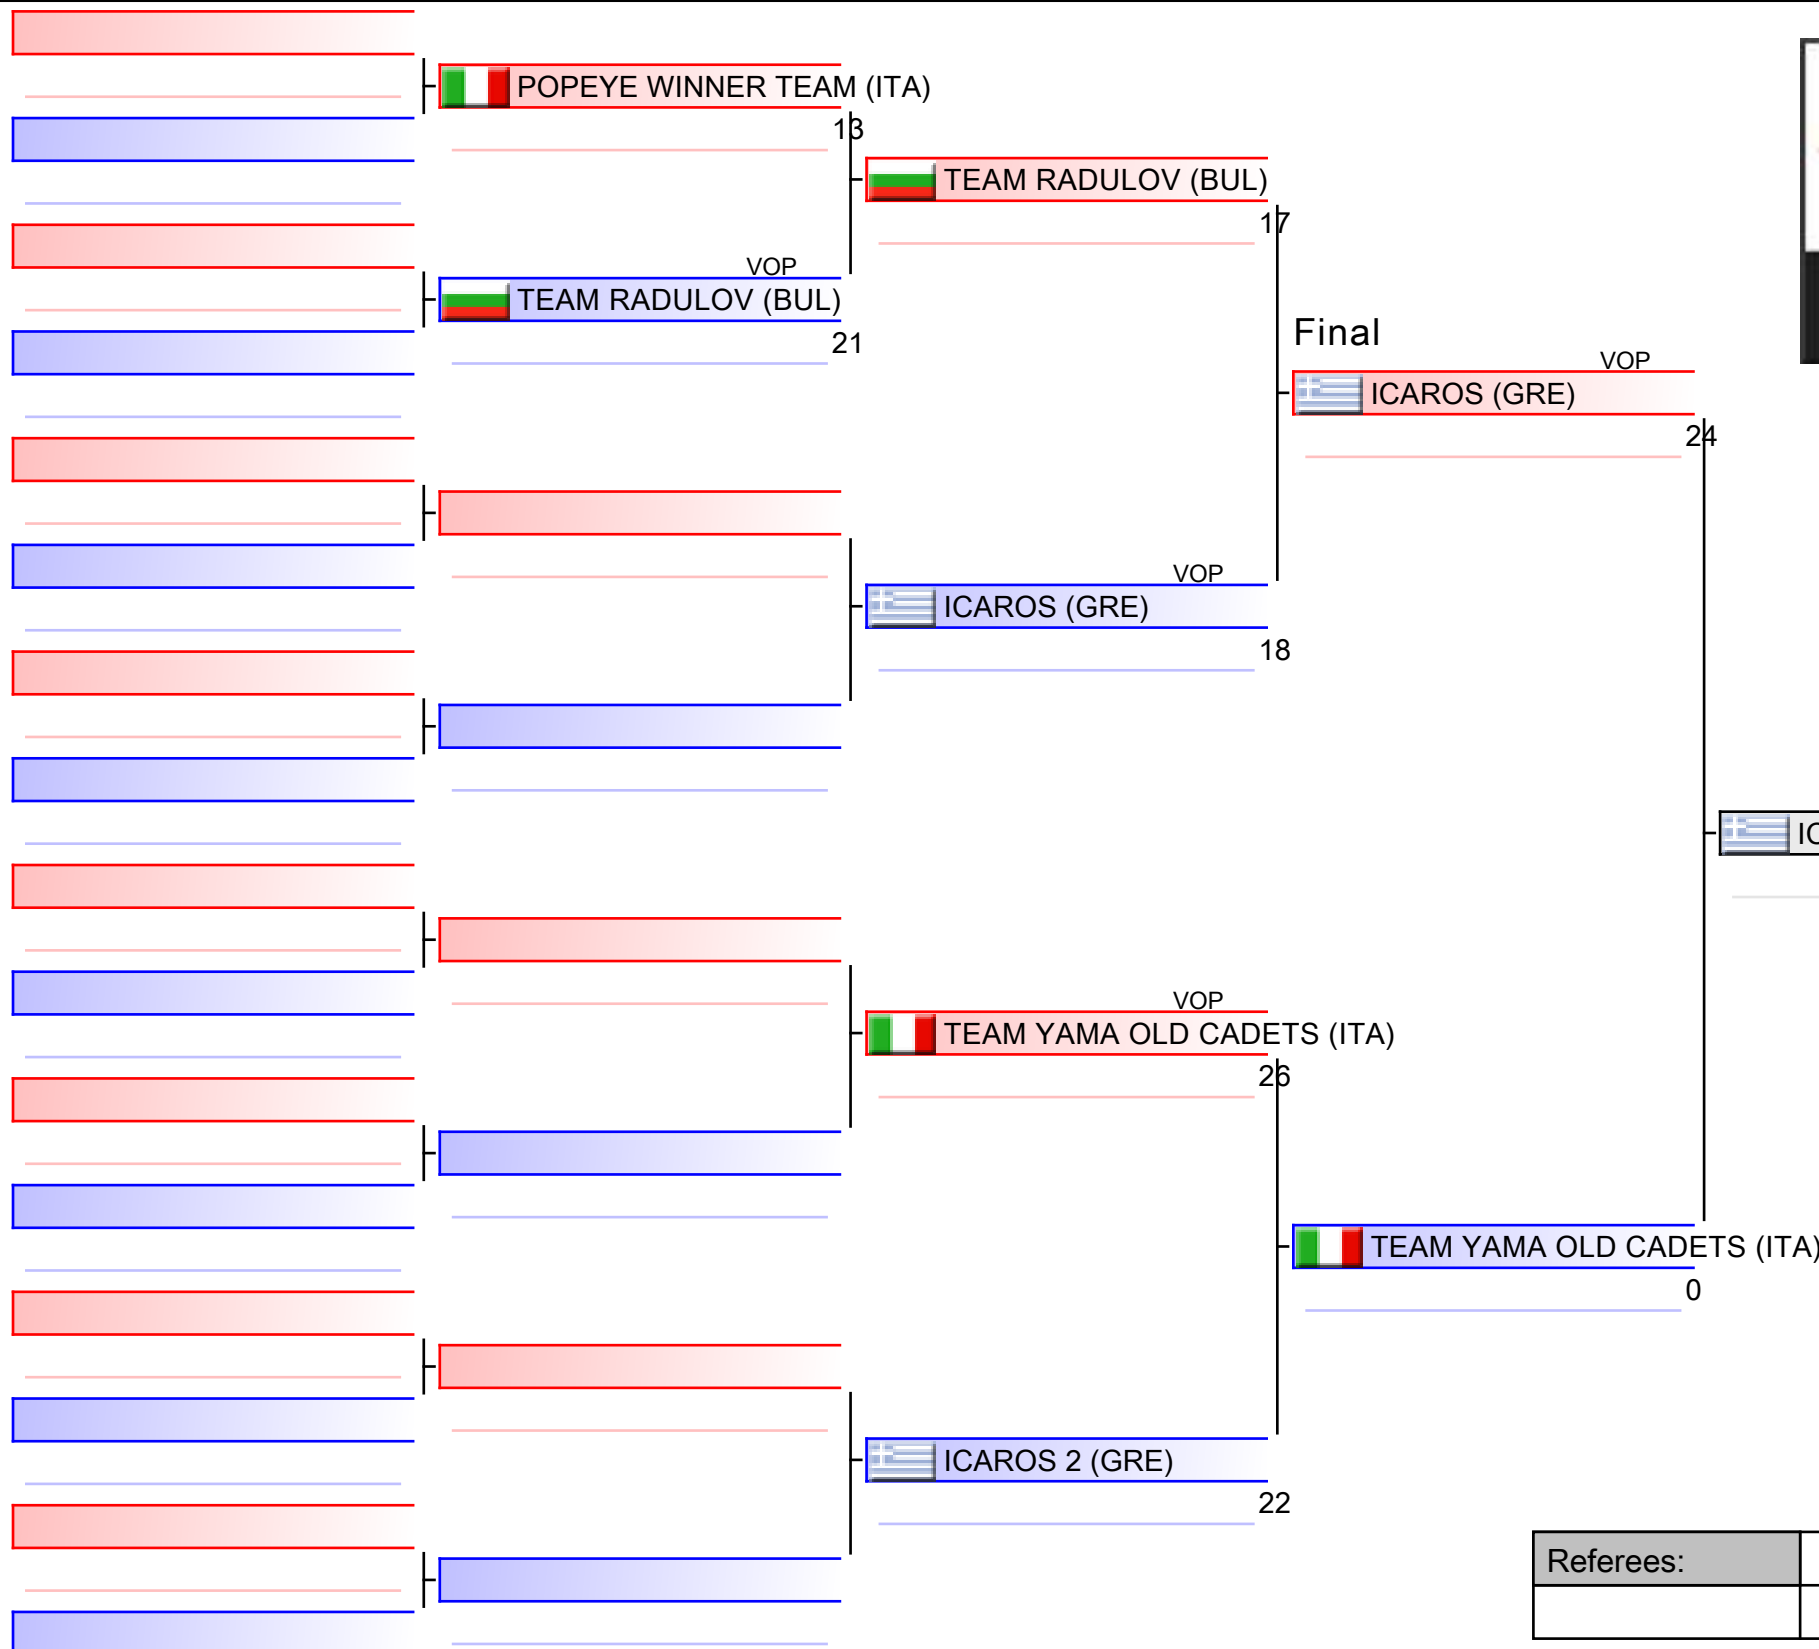 POPEYE WINNER TEAM (ITA)
13
TEAM RADULOV (BUL)
17
VOP
TEAM RADULOV (BUL)
21
Final
VOP
ICAROS (GRE)
24
VOP
ICAROS (GRE)
18
IC
VOP
TEAM YAMA OLD CADETS (ITA)
26
TEAM YAMA OLD CADETS (ITA)
0
ICAROS 2 (GRE)
22
Referees: